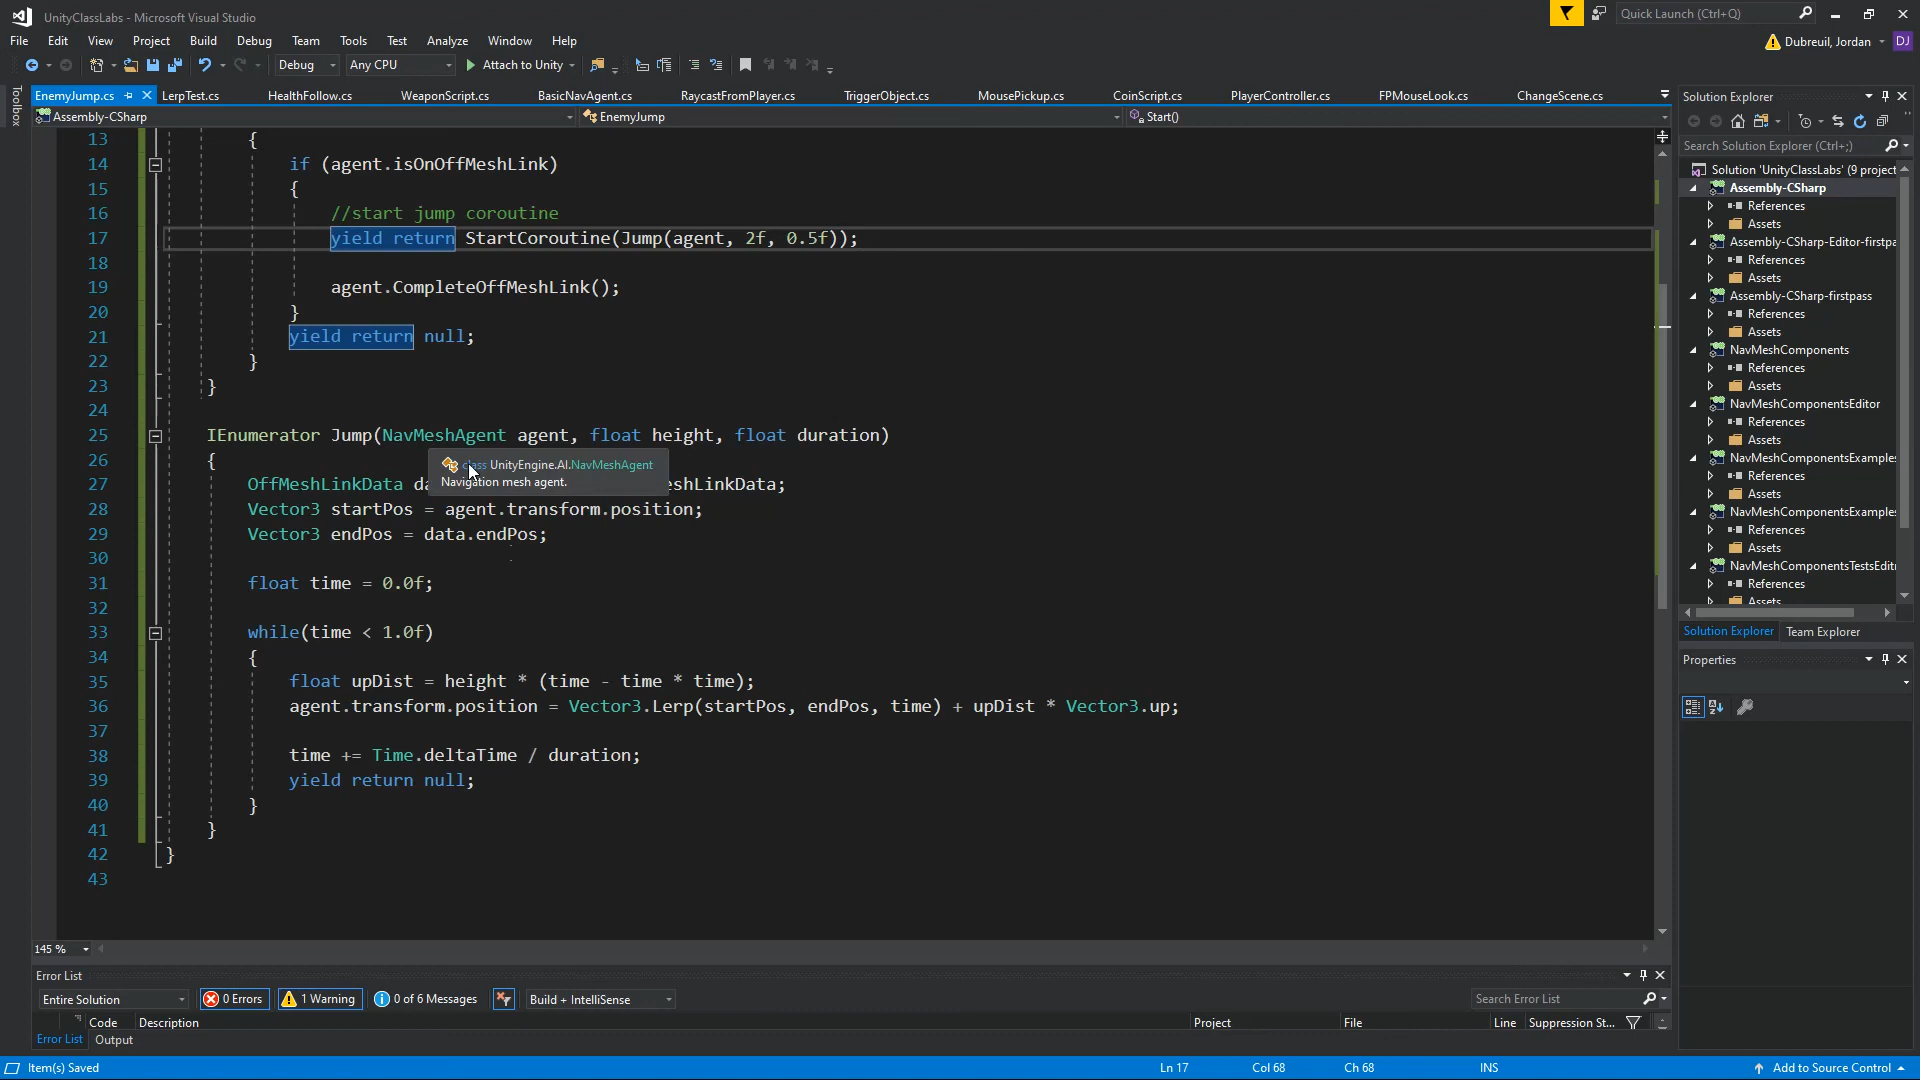 UnityClassLabs - Microsoft Visual Studio
Quick Launch (Ctrl+Q)
File Edit View Project Build Debug Team Tools Test Analyze Window Help
Dubreuil, Jordan DJ
Debug Any CPU Attach to Unity
Toolbox
EnemyJump.cs LerpTest.cs HealthFollow.cs WeaponScript.cs BasicNavAgent.cs RaycastFromPlayer.cs TriggerObject.cs MousePickup.cs CoinScript.cs PlayerController.cs FPMouseLook.cs ChangeScene.cs
Assembly-CSharp EnemyJump Start()
13 {
14 if (agent.isOnOffMeshLink)
15 {
16 //start jump coroutine
17 yield return StartCoroutine(Jump(agent, 2f, 0.5f));
18
19 agent.CompleteOffMeshLink();
20 }
21 yield return null;
22 }
23 }
24
25 IEnumerator Jump(NavMeshAgent agent, float height, float duration)
26 {
class UnityEngine.AI.NavMeshAgent
Navigation mesh agent.
27 OffMeshLinkData da eshLinkData;
28 Vector3 startPos = agent.transform.position;
29 Vector3 endPos = data.endPos;
30
31 float time = 0.0f;
32
33 while(time < 1.0f)
34 {
35 float upDist = height * (time - time * time);
36 agent.transform.position = Vector3.Lerp(startPos, endPos, time) + upDist * Vector3.up;
37
38 time += Time.deltaTime / duration;
39 yield return null;
40 }
41 }
42 }
43
145 %
Error List
Entire Solution 0 Errors 1 Warning 0 of 6 Messages Build + IntelliSense Search Error List
Code Description Project File Line Suppression St...
Error List Output
Solution Explorer
Search Solution Explorer (Ctrl+;)
Solution 'UnityClassLabs' (9 project
Assembly-CSharp
References
Assets
Assembly-CSharp-Editor-firstpa
References
Assets
Assembly-CSharp-firstpass
References
Assets
NavMeshComponents
References
Assets
NavMeshComponentsEditor
References
Assets
NavMeshComponentsExamples
References
Assets
NavMeshComponentsExamples
References
Assets
NavMeshComponentsTestsEdit
References
Assets
Solution Explorer Team Explorer
Properties
Item(s) Saved Ln 17 Col 68 Ch 68 INS Add to Source Control